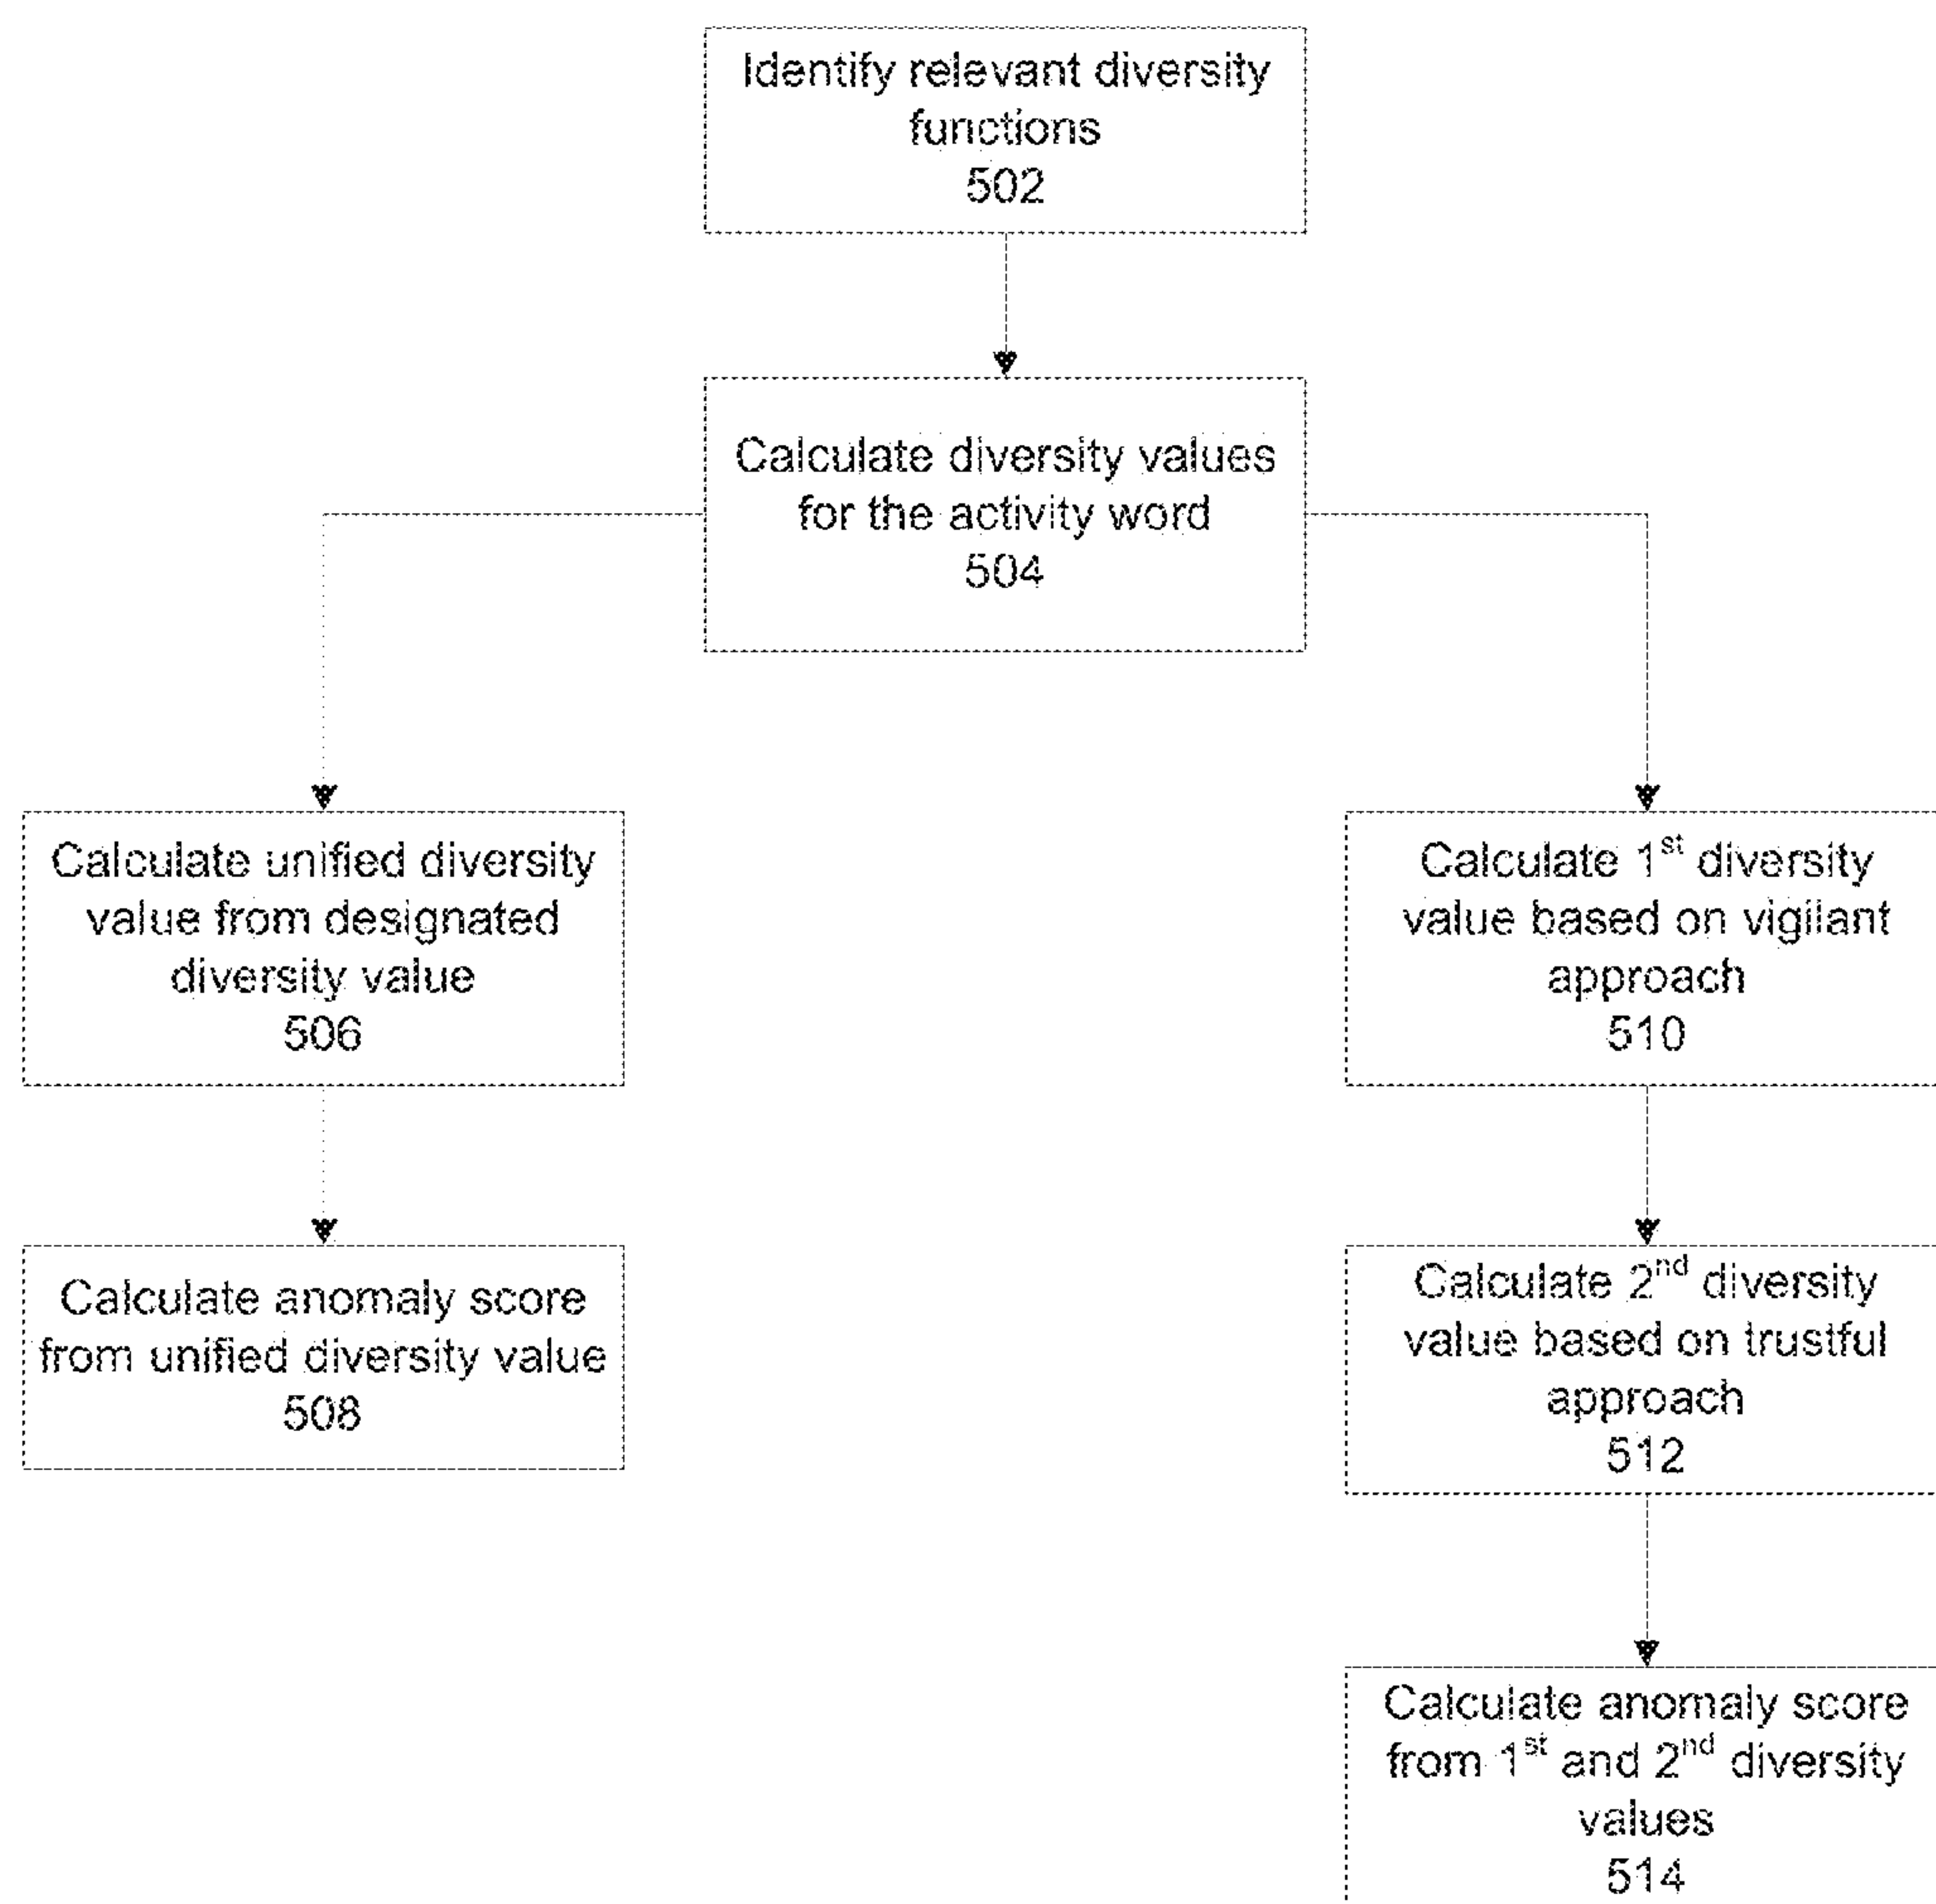 Identify relevant diversity
functions
502
Calculate diversity values
for the activity word
504
Calculate unified diversity
value from designated
diversity value
506
Calculate anomaly score
from unified diversity value
508
Calculate 1st diversity
value based on vigilant
approach
510
Calculate 2nd diversity
value based on trustful
approach
512
Calculate anomaly score
from 1st and 2nd diversity
values
514